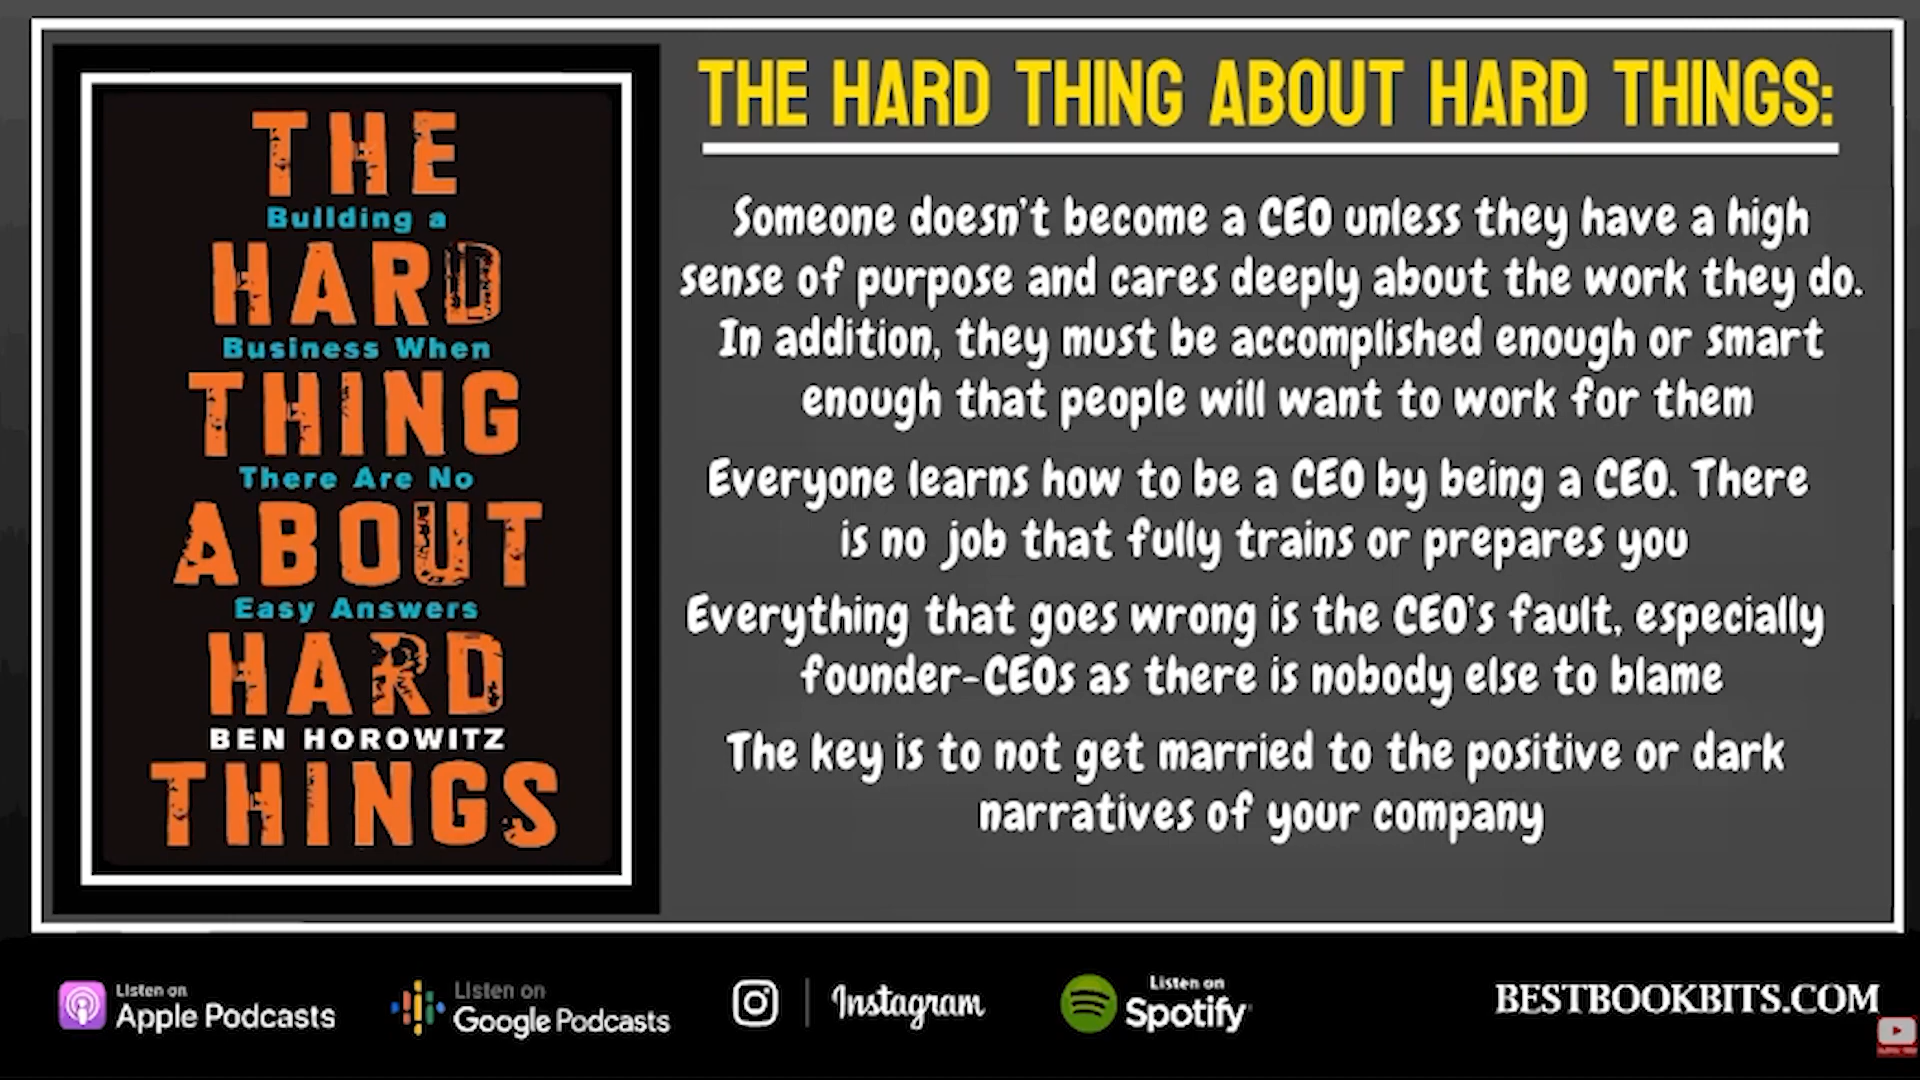 THE
Building a
HARD
Business When
THING
There Are No
ABOUT
Easy Answers
HARD
BEN HOROWITZ
THINGS
THE HARD THING ABOUT HARD THINGS:
Someone doesn't become a CEO unless they have a high
sense of purpose and cares deeply about the work they do.
In addition, they must be accomplished enough or smart
enough that people will want to work for them
Everyone learns how to be a CEO by being a CEO. There
is no job that fully trains or prepares you
Everything that goes wrong is the CEO's fault, especially
founder-CEOs as there is nobody else to blame
The key is to not get married to the positive or dark
narratives of your company
Listen on
Apple Podcasts
Listen on
Google Podcasts
Instagram
Listen on
Spotify
BESTBOOKBITS.COM